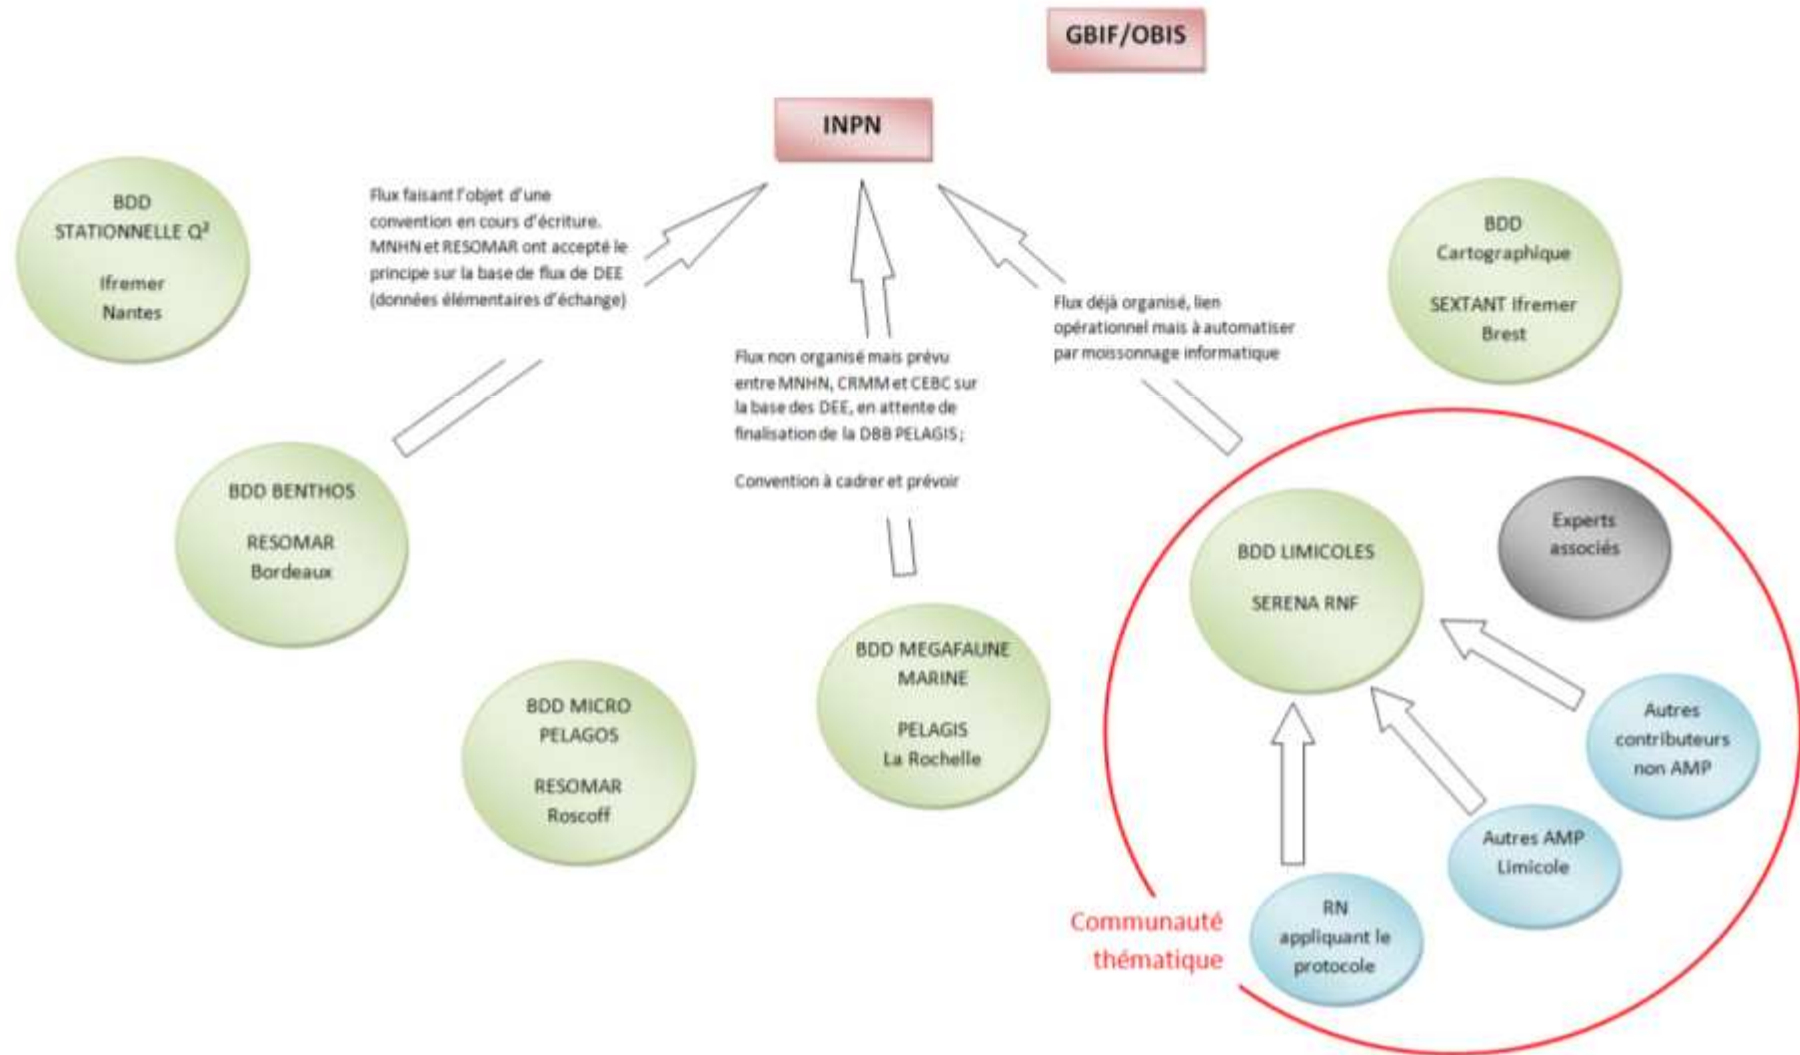 GBIF/OBIS
INPN
BDD
STATIONNELLE Q²
Ifremer
Nantes
Flux faisant l'objet d'une
convention en cours d'écriture.
MNHN et RESOMAR ont accepté le
principe sur la base de flux de DEE
(données élémentaires d'échange)
BDD
Cartographique
SEXTANT Ifremer
Brest
Flux déjà organisé, lien
opérationnel mais à automatiser
par moissonnage informatique
Flux non organisé mais prévu
entre MNHN, CRMM et CEBC sur
la base des DEE, en attente de
finalisation de la DBB PELAGIS ;
Convention à cadrer et prévoir
BDD BENTHOS
RESOMAR
Bordeaux
BDD MICRO
PELAGOS
RESOMAR
Roscoff
BDD MEGAFAUNE
MARINE
PELAGIS
La Rochelle
BDD LIMICOLES
SERENA RNF
Experts
associés
Autres
contributeurs
non AMP
Autres AMP
Limicole
RN
appliquant le
protocole
Communauté
thématique